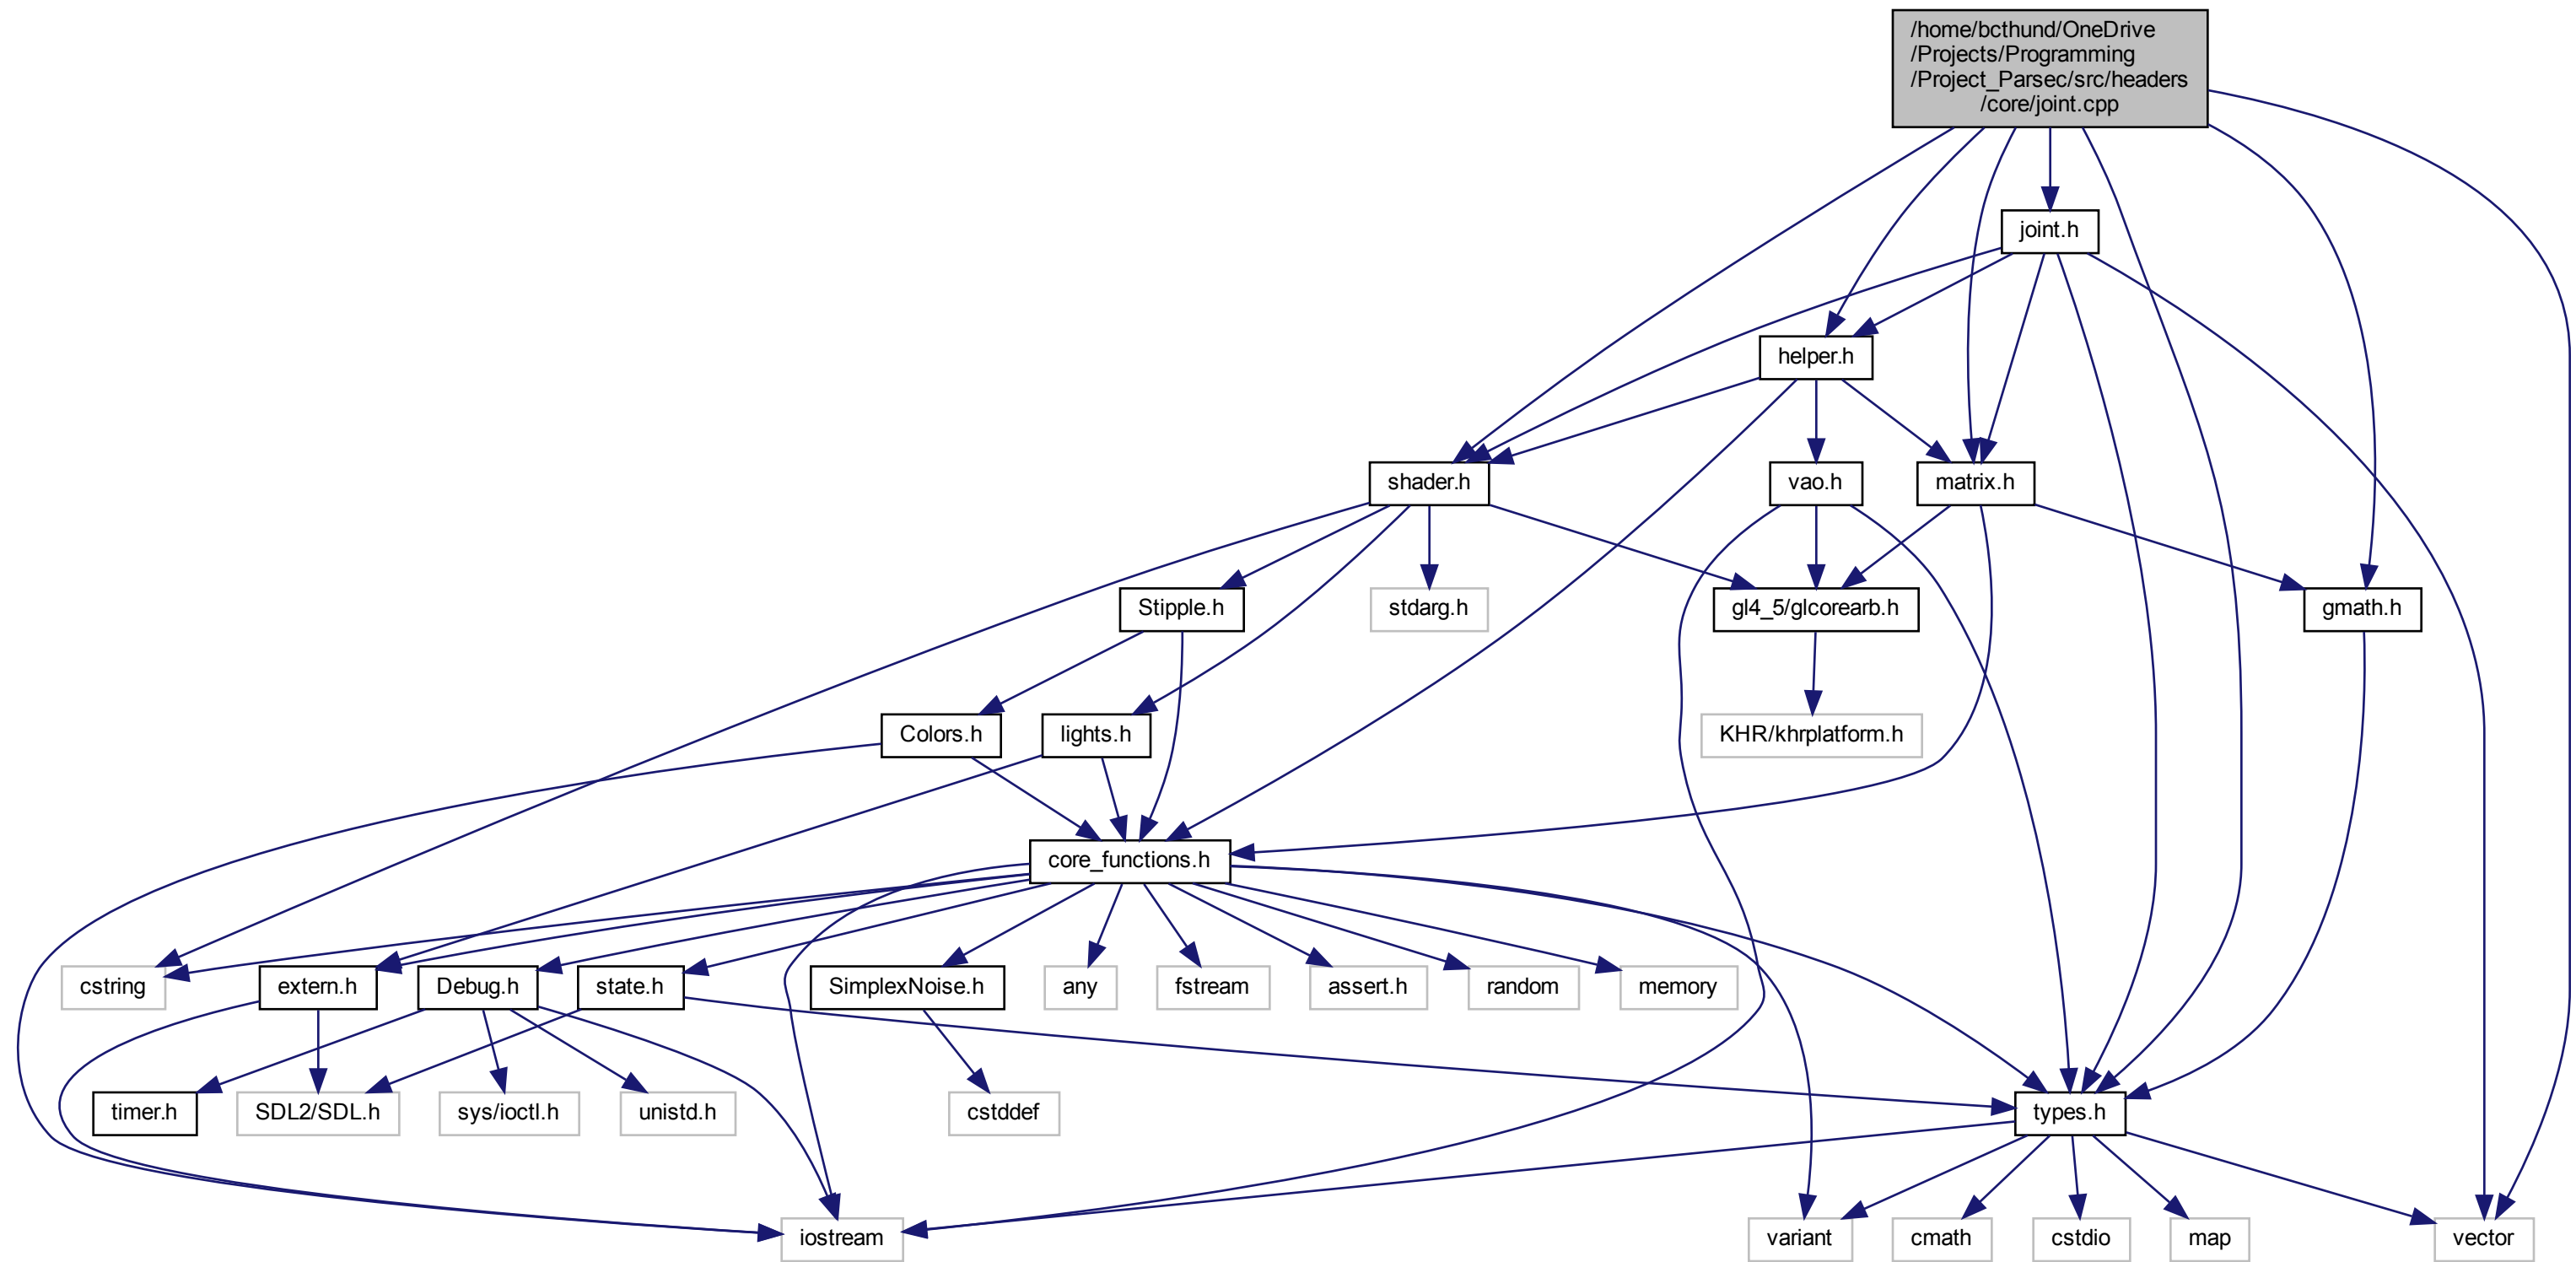 /home/bcthund/OneDrive
/Projects/Programming
/Project_Parsec/src/headers
/core/joint.cpp
joint.h
helper.h
shader.h
vao.h
matrix.h
Stipple.h
stdarg.h
gl4_5/glcorearb.h
gmath.h
Colors.h
lights.h
KHR/khrplatform.h
core_functions.h
cstring
extern.h
Debug.h
state.h
SimplexNoise.h
any
fstream
assert.h
random
memory
timer.h
SDL2/SDL.h
sys/ioctl.h
unistd.h
cstddef
types.h
iostream
variant
cmath
cstdio
map
vector